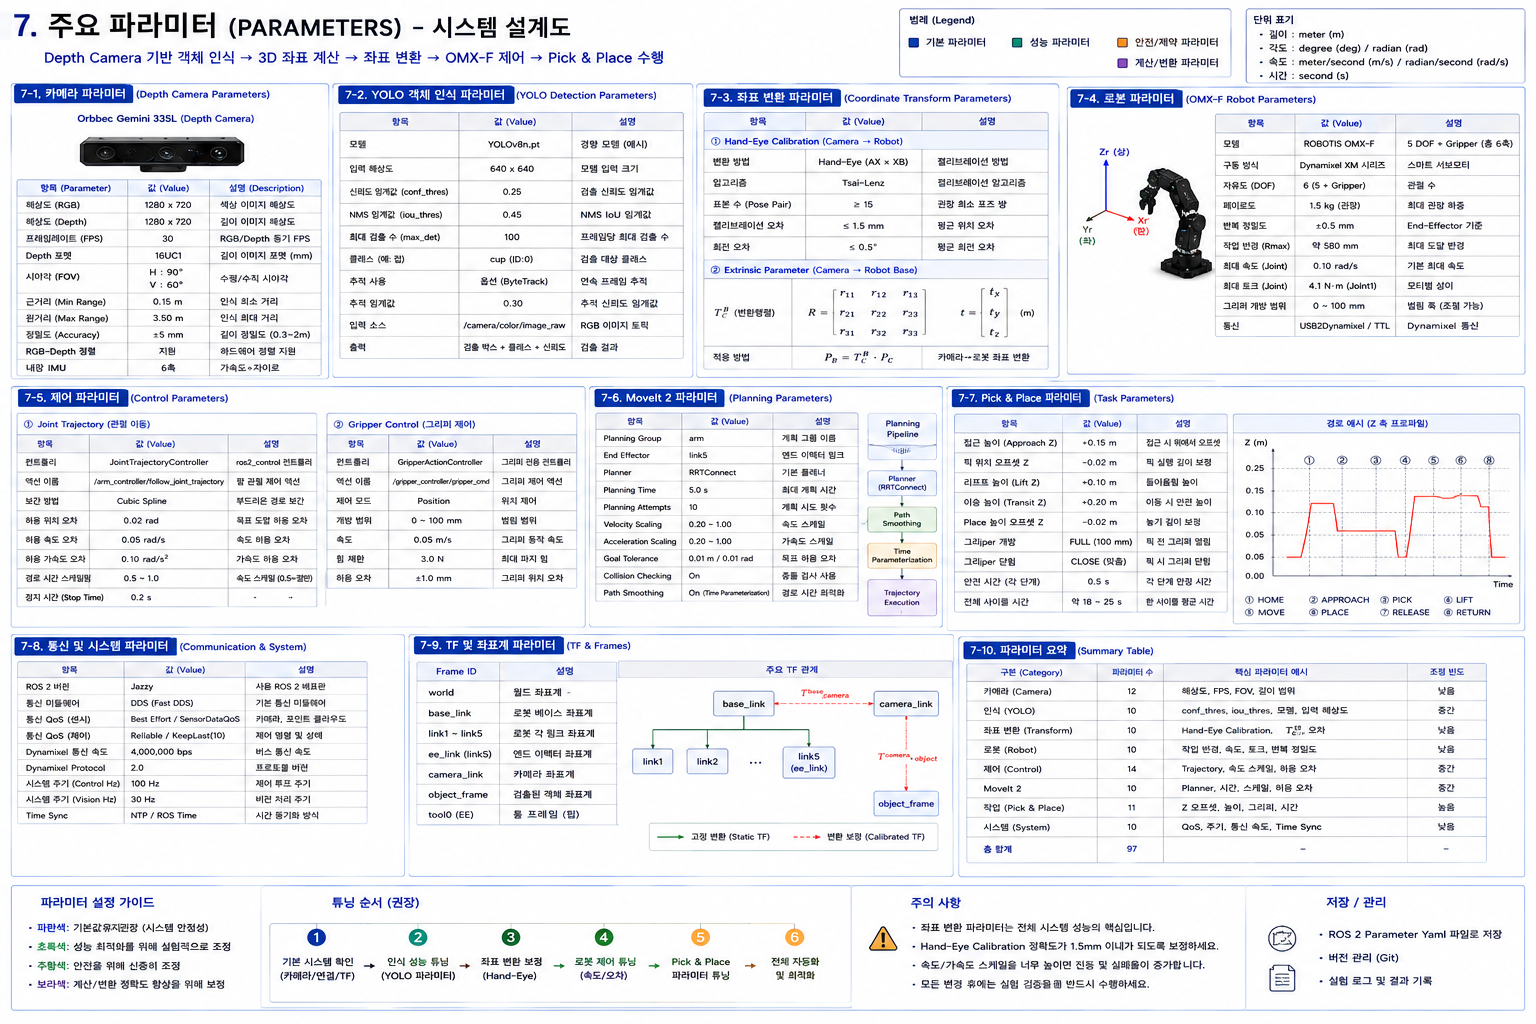 7. 주요 파라미터 (PARAMETERS) - 시스템 설계도
Depth Camera 기반 객체 인식 → 3D 좌표 계산 → 좌표 변환 → OMX-F 제어 → Pick & Place 수행
범례 (Legend)
기본 파라미터
성능 파라미터
안전/제약 파라미터
계산/변환 파라미터
단위 표기
- 길이 : meter (m)
- 각도 : degree (deg) / radian (rad)
- 속도 : meter/second (m/s) / radian/second (rad/s)
- 시간 : second (s)
7-1. 카메라 파라미터 (Depth Camera Parameters)
Orbbec Gemini 335L (Depth Camera)
항목 (Parameter) 값 (Value) 설명 (Description)
해상도 (RGB) 1280 x 720 색상 이미지 해상도
해상도 (Depth) 1280 x 720 깊이 이미지 해상도
프레임레이트 (FPS) 30 RGB/Depth 동기 FPS
Depth 포맷 16UC1 깊이 이미지 포맷 (mm)
시야각 (FOV) H : 90° 수평/수직 시야각
V : 60°
근거리 (Min Range) 0.15 m 인식 최소 거리
원거리 (Max Range) 3.50 m 인식 최대 거리
정밀도 (Accuracy) ±5 mm 깊이 정밀도 (0.3~2m)
RGB-Depth 정렬 지원 하드웨어 정렬 지원
내장 IMU 6축
7-2. YOLO 객체 인식 파라미터 (YOLO Detection Parameters)
항목 값 (Value) 설명
모델 YOLOv8n.pt 경량 모델 (예시)
입력 해상도 640 x 640 모델 입력 크기
신뢰도 임계값 (conf_thres) 0.25 검출 신뢰도 임계값
NMS 임계값 (iou_thres) 0.45 NMS IoU 임계값
최대 검출 수 (max_det) 100 프레임당 최대 검출 수
클래스 (예: 컵) cup (ID:0) 검출 대상 클래스
추적 사용 옵션 (ByteTrack) 연속 프레임 추적
추적 임계값 0.30 추적 신뢰도 임계값
입력 소스 /camera/color/image_raw RGB 이미지 토픽
출력 검출 박스 + 클래스 + 신뢰도 검출 결과
7-3. 좌표 변환 파라미터 (Coordinate Transform Parameters)
항목 값 (Value) 설명
① Hand-Eye Calibration (Camera → Robot)
변환 방법 Hand-Eye (AX × XB) 캘리브레이션 방법
알고리즘 Tsai-Lenz 캘리브레이션 알고리즘
표본 수 (Pose Pair) ≥ 15
캘리브레이션 오차 ≤ 1.5 mm 평균 위치 오차
회전 오차 ≤ 0.5° 평균 회전 오차
② Extrinsic Parameter (Camera → Robot Base)
r11 r12 r13 tx
T_C^B (변환행렬) R = r21 r22 r23 t = ty (m)
r31 r32 r33 tz
적용 방법 P_B = T_C^B · P_C 카메라→로봇 좌표 변환
7-4. 로봇 파라미터 (OMX-F Robot Parameters)
Zr (상)
Xr
Yr
항목 값 (Value) 설명
모델 ROBOTIS OMX-F 5 DOF + Gripper (총 6축)
구동 방식 Dynamixel XM 시리즈 스마트 서보모터
자유도 (DOF) 6 (5 + Gripper) 관절 수
페이로드 1.5 kg 최대 관장 하중
반복 정밀도 ±0.5 mm End-Effector 기준
작업 반경 (Rmax) 약 580 mm 최대 도달 반경
최대 속도 (Joint) 0.10 rad/s 기본 최대 속도
최대 토크 (Joint) 4.1 N·m (Joint1) 모터별 상이
그리퍼 개방 범위 0 ~ 100 mm 벌림 폭 (조절 가능)
통신 USB2Dynamixel / TTL Dynamixel 통신
7-5. 제어 파라미터 (Control Parameters)
① Joint Trajectory (관절 이동)
항목 값 (Value) 설명
컨트롤러 JointTrajectoryController ros2_control 컨트롤러
액션 이름 /arm_controller/follow_joint_trajectory 팔 관절 제어 액션
보간 방법 Cubic Spline 부드러운 경로 보간
허용 위치 오차 0.02 rad 목표 도달 허용 오차
허용 속도 오차 0.05 rad/s 속도 허용 오차
허용 가속도 오차 0.10 rad/s² 가속도 허용 오차
경로 시간 스케일링 0.5 ~ 1.0 속도 스케일 (0.5=절반)
정지 시간 (Stop Time) 0.2 s - -
② Gripper Control (그리퍼 제어)
항목 값 (Value) 설명
컨트롤러 GripperActionController 그리퍼 전용 컨트롤러
액션 이름 /gripper_controller/gripper_cmd 그리퍼 제어 액션
제어 모드 Position 위치 제어
개방 범위 0 ~ 100 mm 벌림 범위
속도 0.05 m/s 그리퍼 동작 속도
힘 제한 3.0 N 최대 파지 힘
허용 오차 ±1.0 mm 그리퍼 위치 오차
7-6. MoveIt 2 파라미터 (Planning Parameters)
항목 값 (Value) 설명
Planning Group arm 계획 그룹 이름
End Effector link5 엔드 이펙터 링크
Planner RRTConnect 기본 플래너
Planning Time 5.0 s 최대 계획 시간
Planning Attempts 10 계획 시도 횟수
Velocity Scaling 0.20 ~ 1.00 속도 스케일
Acceleration Scaling 0.20 ~ 1.00 가속도 스케일
Goal Tolerance 0.01 m / 0.01 rad 목표 허용 오차
Collision Checking On 충돌 검사 사용
Path Smoothing On (Time Parameterization) 경로 시간 최적화
Planning
Pipeline
Planner
(RRTConnect)
Path
Smoothing
Time
Parameterization
Trajectory
Execution
7-7. Pick & Place 파라미터 (Task Parameters)
항목 값 (Value) 설명
접근 높이 (Approach Z) +0.15 m 접근 시 위에서 오프셋
픽 위치 오프셋 Z -0.02 m 픽 실행 깊이 보정
리프트 높이 (Lift Z) +0.10 m 들어올림 높이
이송 높이 (Transit Z) +0.20 m 이동 시 안전 높이
Place 높이 오프셋 Z -0.02 m 놓기 깊이 보정
그리퍼 개방 FULL (100 mm) 픽 전 그리퍼 열림
그리퍼 닫힘 CLOSE (맞춤) 픽 시 그리퍼 닫힘
안전 시간 (각 단계) 0.5 s 각 단계 안정 시간
전체 사이클 시간 약 18 ~ 25 s 한 사이클 평균 시간
경로 예시 (Z 축 프로파일)
Z (m)
① ② ③ ④ ⑤ ⑥ ⑧
0.25
0.15
0.10
0.05
0.06
0.00
Time
① HOME ② APPROACH ③ PICK ④ LIFT
⑤ MOVE ⑥ PLACE ⑦ RELEASE ⑧ RETURN
7-8. 통신 및 시스템 파라미터 (Communication & System)
항목 값 (Value) 설명
ROS 2 버전 Jazzy 사용 ROS 2 배포판
통신 미들웨어 DDS (Fast DDS) 기본 통신 미들웨어
통신 QoS (센서) Best Effort / SensorDataQoS 카메라, 포인트 클라우드
통신 QoS (제어) Reliable / KeepLast(10) 제어 명령 및 상태
Dynamixel 통신 속도 4,000,000 bps 버스 통신 속도
Dynamixel Protocol 2.0 프로토콜 버전
시스템 주기 (Control Hz) 100 Hz 제어 루프 주기
시스템 주기 (Vision Hz) 30 Hz 비전 처리 주기
Time Sync NTP / ROS Time 시간 동기화 방식
7-9. TF 및 좌표계 파라미터 (TF & Frames)
Frame ID 설명
world 월드 좌표계 -
base_link 로봇 베이스 좌표계
link1 ~ link5 로봇 각 링크 좌표계
ee_link (link5) 엔드 이펙터 좌표계
camera_link 카메라 좌표계
object_frame 검출된 객체 좌표계
tool0 (EE) 툴 프레임 (팁)
주요 TF 관계
base_link
T^base_camera
camera_link
link1
link2
...
link5
(ee_link)
T^camera_object
object_frame
고정 변환 (Static TF)
변환 보정 (Calibrated TF)
7-10. 파라미터 요약 (Summary Table)
구분 (Category) 파라미터 수 핵심 파라미터 예시 조정 빈도
카메라 (Camera) 12 해상도, FPS, FOV, 깊이 범위 낮음
인식 (YOLO) 10 conf_thres, iou_thres, 모델, 입력 해상도 중간
좌표 변환 (Transform) 10 Hand-Eye Calibration, 오차 낮음
로봇 (Robot) 10 작업 반경, 속도, 토크, 반복 정밀도 낮음
제어 (Control) 14 Trajectory, 속도 스케일, 허용 오차 중간
MoveIt 2 10 Planner, 시간, 스케일, 허용 오차 중간
작업 (Pick & Place) 11 Z 오프셋, 높이, 그리퍼, 시간 높음
시스템 (System) 10 QoS, 주기, 통신 속도, Time Sync 낮음
총 합계 97 - -
파라미터 설정 가이드
• 파란색: 기본값 유지권장 (시스템 안정성)
• 초록색: 성능 최적화를 위해 실험적으로 조정
• 주황색: 안전을 위해 신중히 조정
• 보라색: 계산/변환 정확도 향상을 위해 보정
튜닝 순서 (권장)
1 2 3 4 5 6
기본 시스템 확인 → 인식 성능 튜닝 → 좌표 변환 보정 → 로봇 제어 튜닝 → Pick & Place → 전체 자동화
(카메라/연결/TF) (YOLO 파라미터) (Hand-Eye) (속도/오차) 파라미터 튜닝 및 최적화
주의 사항
• 좌표 변환 파라미터는 전체 시스템 성능의 핵심입니다.
• Hand-Eye Calibration 정확도가 1.5mm 이내가 되도록 보정하세요.
• 속도/가속도 스케일을 너무 높이면 진동 및 실패율이 증가합니다.
• 모든 변경 후에는 실험 검증을 반드시 수행하세요.
저장 / 관리
• ROS 2 Parameter Yaml 파일로 저장
• 버전 관리 (Git)
• 실험 로그 및 결과 기록